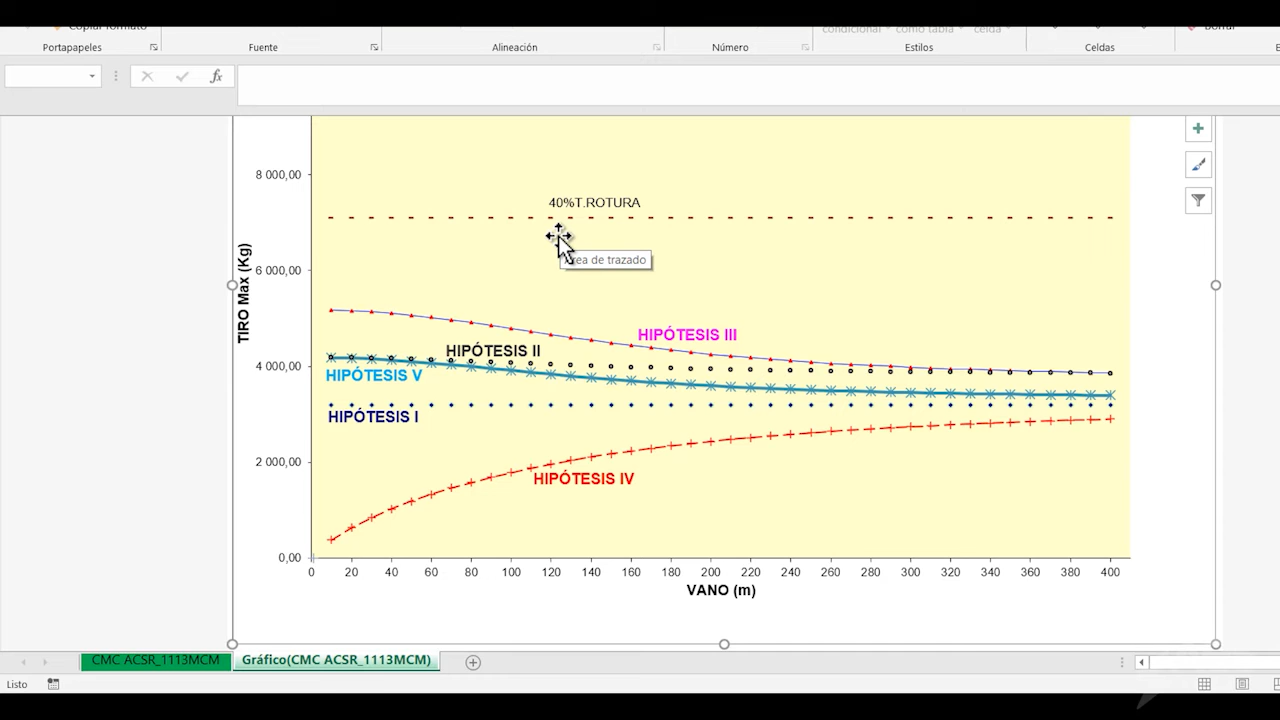 Copiar formato
condicional como tabla celda
Borrar
Portapapeles Fuente Alineación Número Estilos Celdas
fx
8 000,00
40%T.ROTURA
Área de trazado
6 000,00
TIRO Max (Kg)
HIPÓTESIS III
HIPÓTESIS II
4 000,00
HIPÓTESIS V
HIPÓTESIS I
2 000,00
HIPÓTESIS IV
0,00
0 20 40 60 80 100 120 140 160 180 200 220 240 260 280 300 320 340 360 380 400
VANO (m)
CMC ACSR_1113MCM Gráfico(CMC ACSR_1113MCM)
Listo